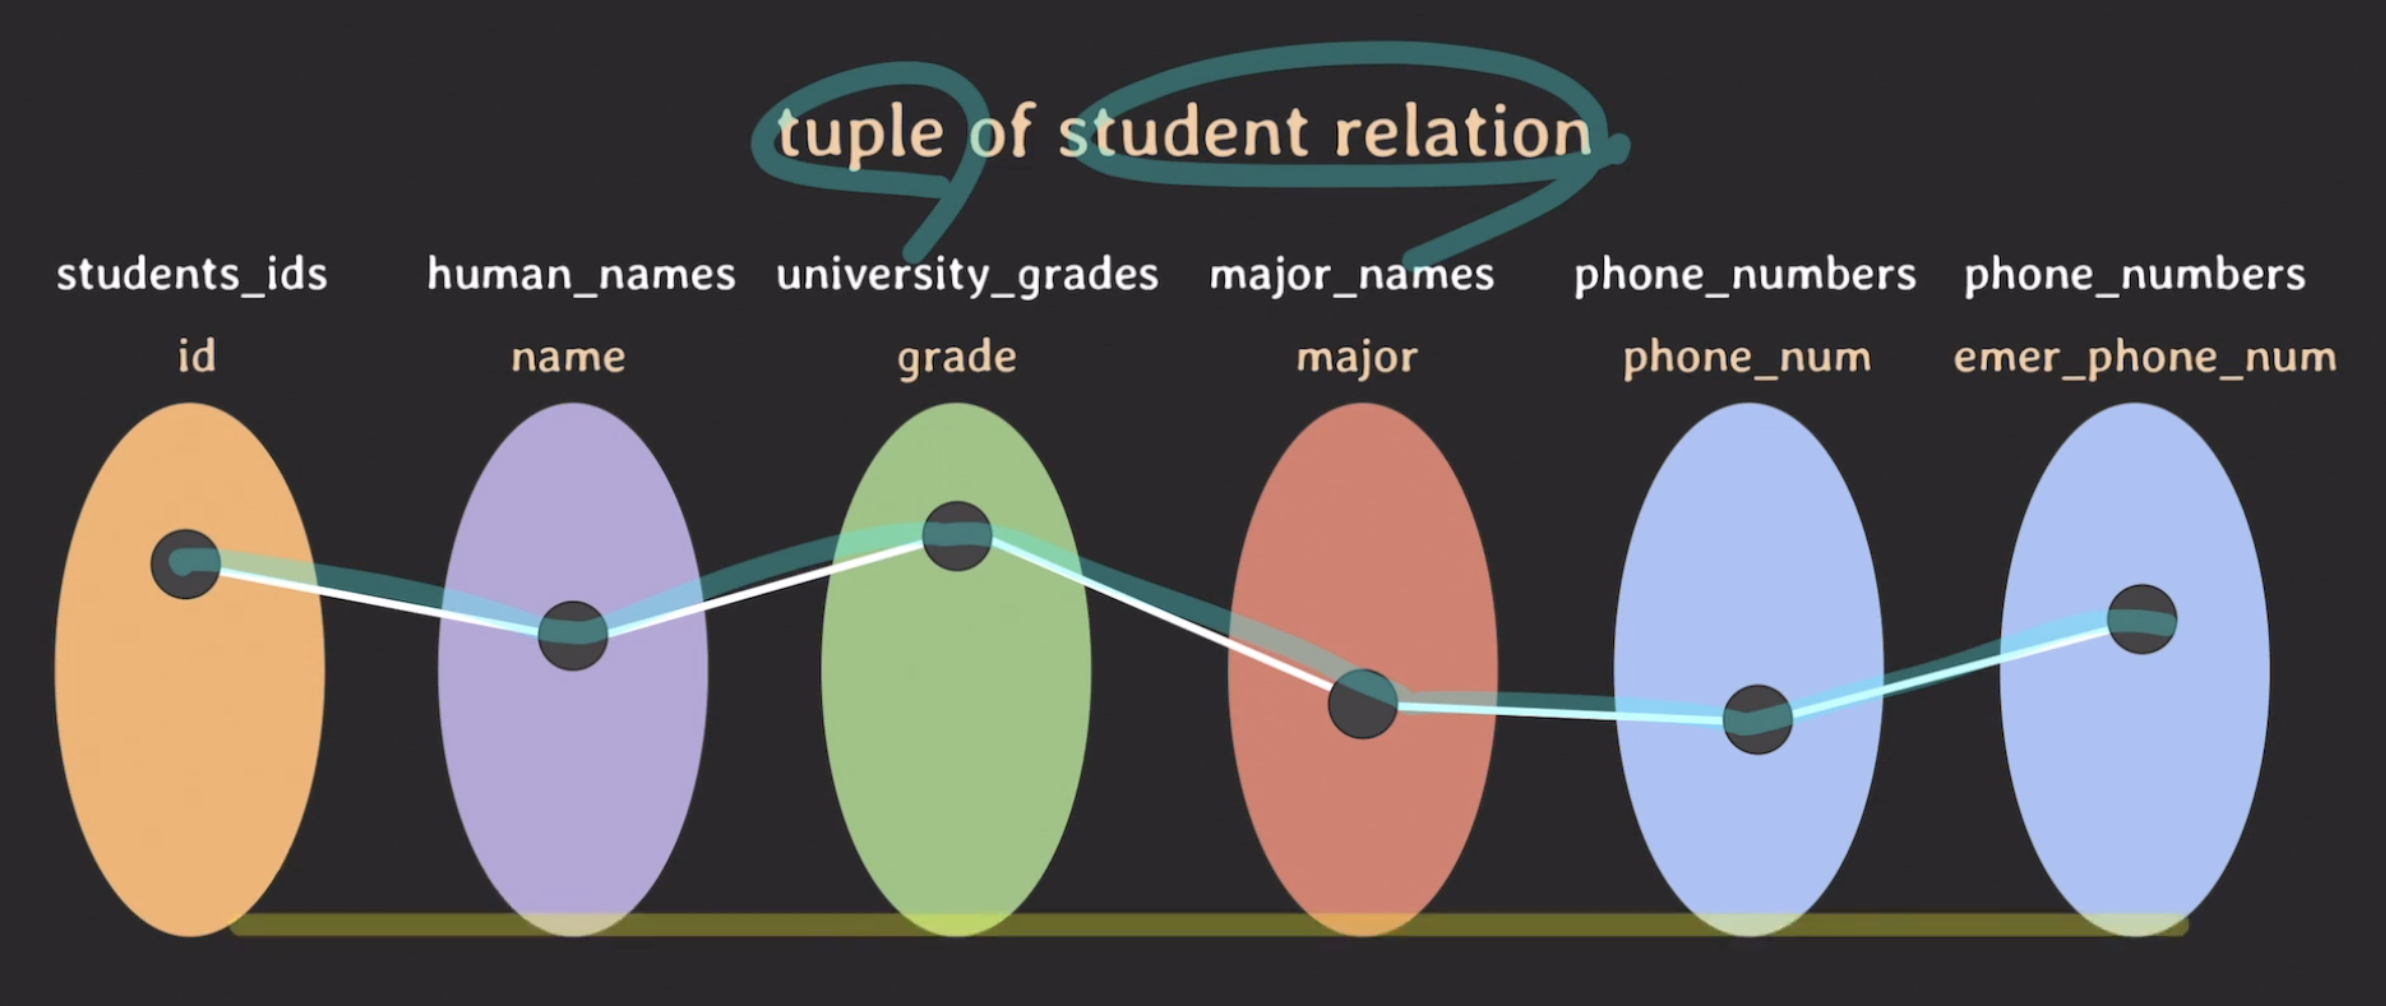 tuple of student relation
students_ids human_names university_grades major_names phone_numbers phone_numbers
id name grade major phone_num emer_phone_num